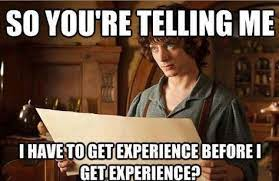 SO YOU'RE TELLING ME
I HAVE TO GET EXPERIENCE BEFORE I
GET EXPERIENCE?